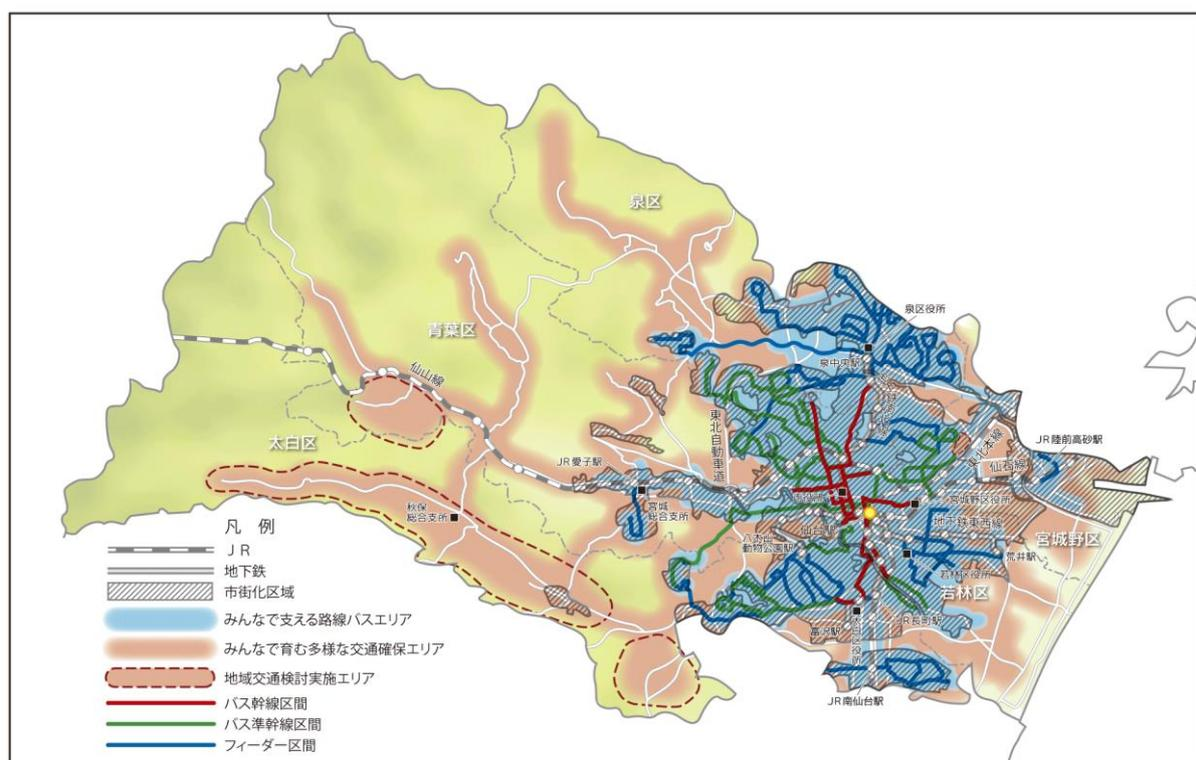 泉区
泉区役所
泉中央駅
青葉区
仙山線
東北自動車道
太白区
JR愛子駅
宮城
総合支所
秋保
総合支所
東北本線
仙石線
JR陸前高砂駅
宮城野区役所
仙台駅
地下鉄東西線
宮城野区
八木山
動物公園駅
荒井駅
若林区役所
若林区
富沢駅
太白区役所
JR長町駅
JR南仙台駅
凡 例
JR
地下鉄
市街化区域
みんなで支える路線バスエリア
みんなで育む多様な交通確保エリア
地域交通検討実施エリア
バス幹線区間
バス準幹線区間
フィーダー区間